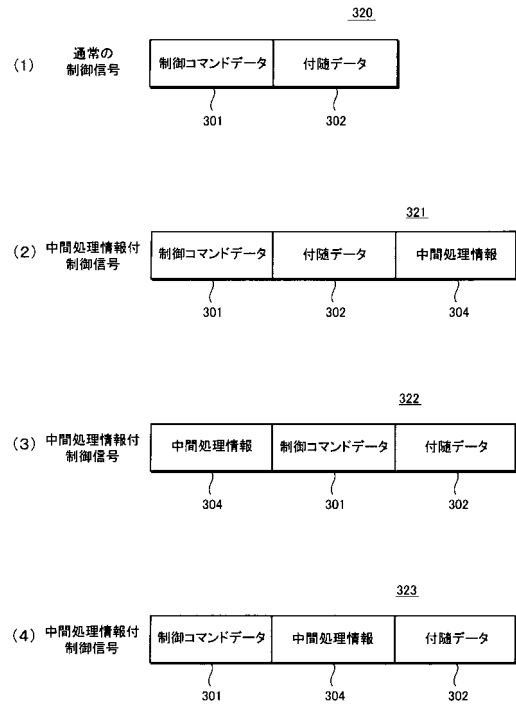 320
(1)
通常の
制御信号
制御コマンドデータ
付随データ
301
302
321
(2)
中間処理情報付
制御信号
制御コマンドデータ
付随データ
中間処理情報
301
302
304
322
(3)
中間処理情報付
制御信号
中間処理情報
制御コマンドデータ
付随データ
304
301
302
323
(4)
中間処理情報付
制御信号
制御コマンドデータ
中間処理情報
付随データ
301
304
302